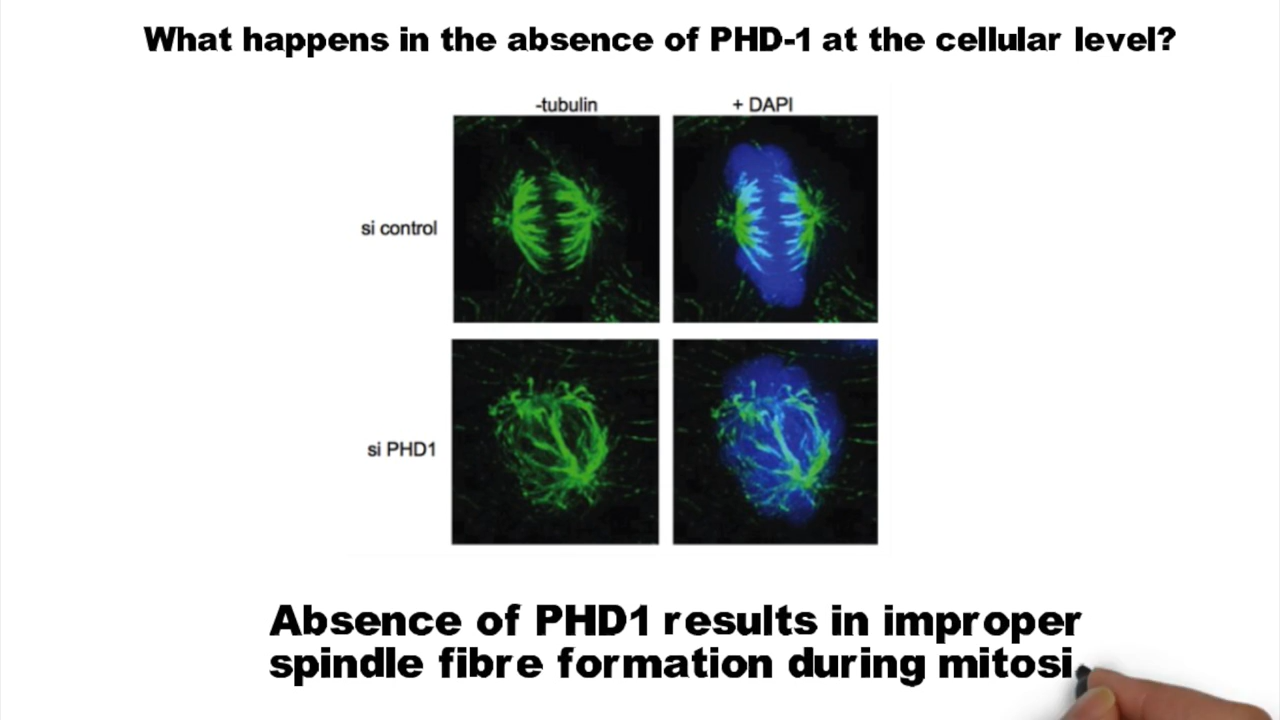 What happens in the absence of PHD-1 at the cellular level?
-tubulin
+ DAPI
si control
si PHD1
Absence of PHD1 results in improper
spindle fibre formation during mitosi